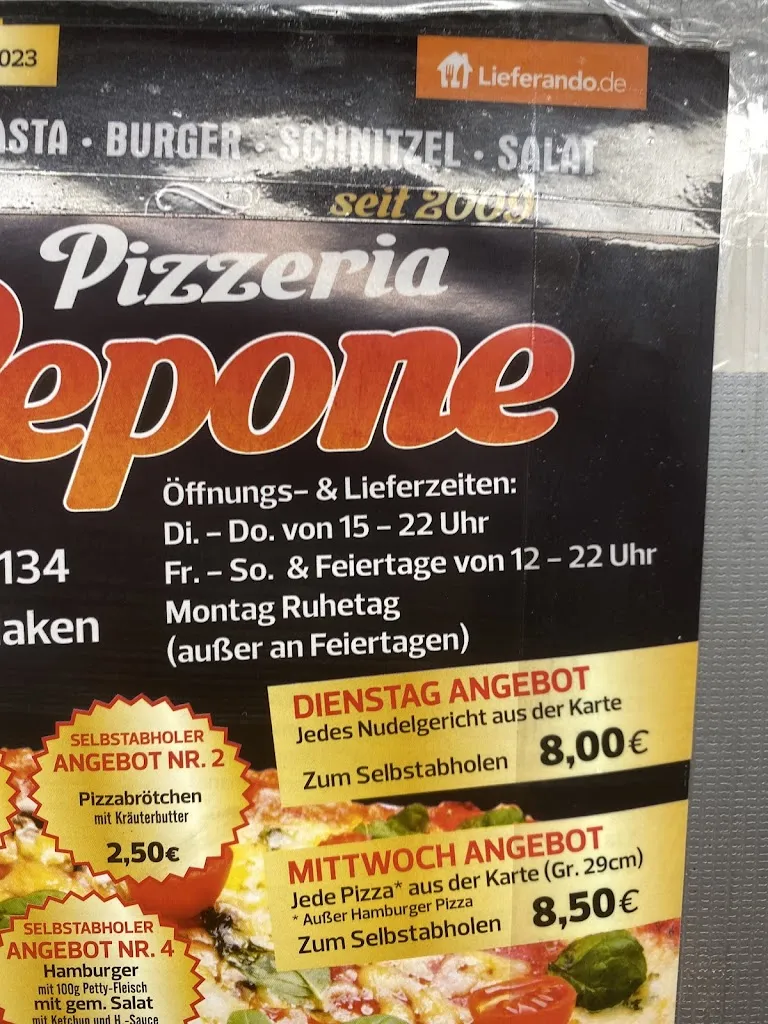 023
Lieferando.de
ASTA · BURGER · SCHNITZEL · SALAT
seit 2009
Pizzeria
epone
Öffnungs- & Lieferzeiten:
Di. – Do. von 15 – 22 Uhr
Fr. – So. & Feiertage von 12 – 22 Uhr
Montag Ruhetag
(außer an Feiertagen)
134
aken
DIENSTAG ANGEBOT
Jedes Nudelgericht aus der Karte
Zum Selbstabholen 8,00€
SELBSTABHOLER
ANGEBOT NR. 2
Pizzabrötchen
mit Kräuterbutter
2,50€
MITTWOCH ANGEBOT
Jede Pizza* aus der Karte (Gr. 29cm)
* Außer Hamburger Pizza
Zum Selbstabholen 8,50€
SELBSTABHOLER
ANGEBOT NR. 4
Hamburger
mit 100g Petty-Fleisch
mit gem. Salat
mit Ketchup und H.-Sauce